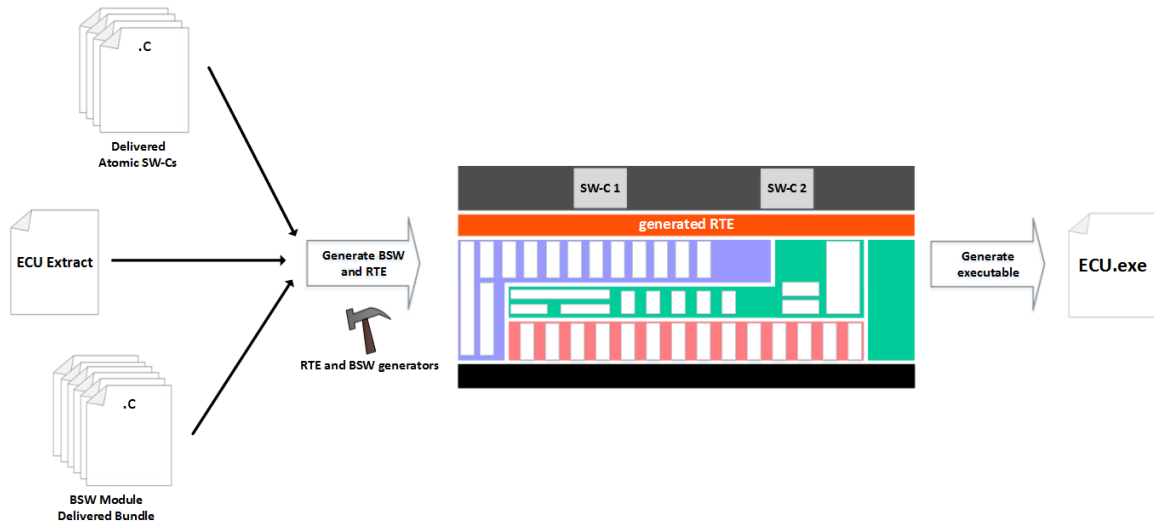 .C
Delivered
Atomic SW-Cs
ECU Extract
.C
BSW Module
Delivered Bundle
Generate BSW
and RTE
RTE and BSW generators
SW-C 1
SW-C 2
generated RTE
Generate
executable
ECU.exe